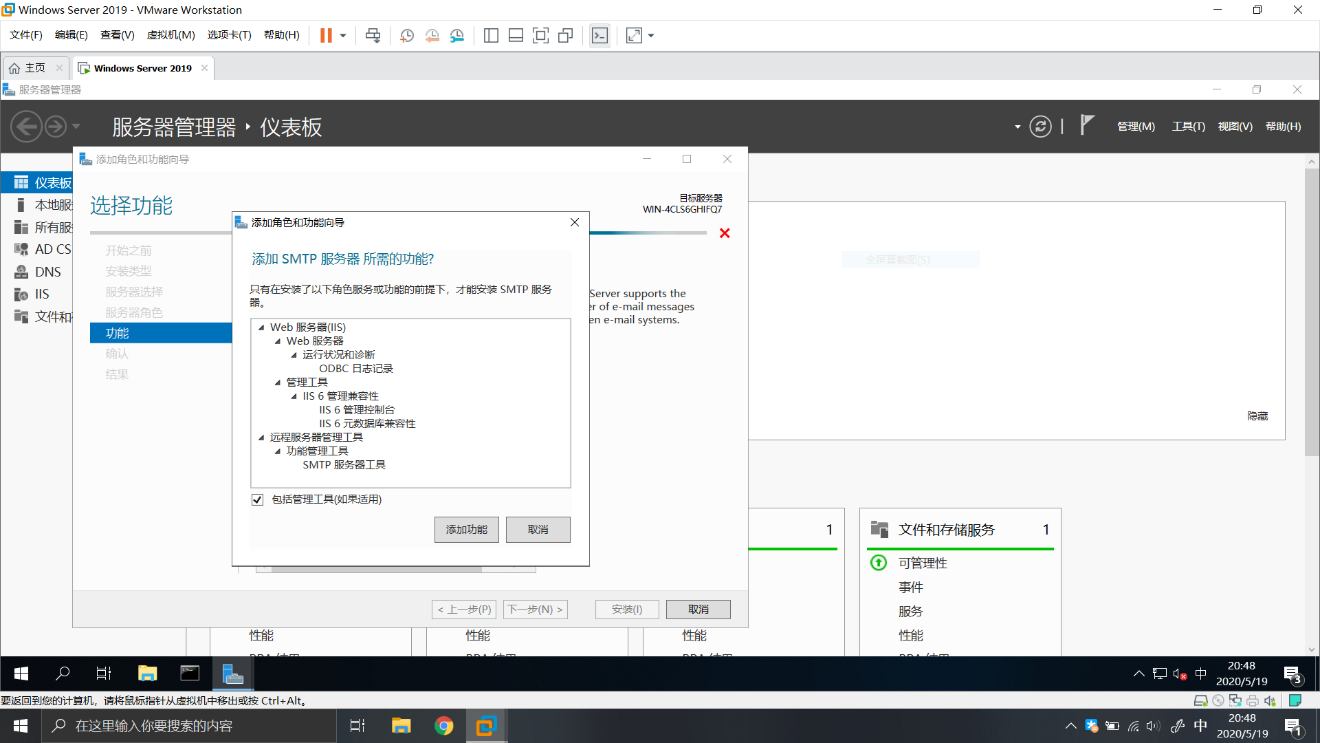 Windows Server 2019 - VMware Workstation
文件(F) 编辑(E) 查看(V) 虚拟机(M) 选项卡(T) 帮助(H)
主页 Windows Server 2019
服务器管理器
服务器管理器 仪表板
管理(M) 工具(T) 视图(V) 帮助(H)
添加角色和功能向导
仪表板
本地服
所有服
AD CS
DNS
IIS
文件和
选择功能
目标服务器
WIN-4CLS6GHIFQ7
开始之前
安装类型
服务器选择
服务器角色
功能
确认
结果
添加角色和功能向导
添加 SMTP 服务器 所需的功能?
只有在安装了以下角色服务或功能的前提下，才能安装 SMTP 服务
器。
Web 服务器(IIS)
Web 服务器
运行状况和诊断
ODBC 日志记录
管理工具
IIS 6 管理兼容性
IIS 6 管理控制台
IIS 6 元数据库兼容性
远程服务器管理工具
功能管理工具
SMTP 服务器工具
包括管理工具(如果适用)
添加功能 取消
Server supports the
er of e-mail messages
en e-mail systems.
全屏幕截图(S)
隐藏
< 上一步(P) 下一步(N) > 安装(I) 取消
1
文件和存储服务 1
可管理性
事件
服务
性能
性能 性能 性能
20:48
2020/5/19
中
3
要返回到您的计算机，请将鼠标指针从虚拟机中移出或按 Ctrl+Alt。
在这里输入你要搜索的内容
中
20:48
2020/5/19
1